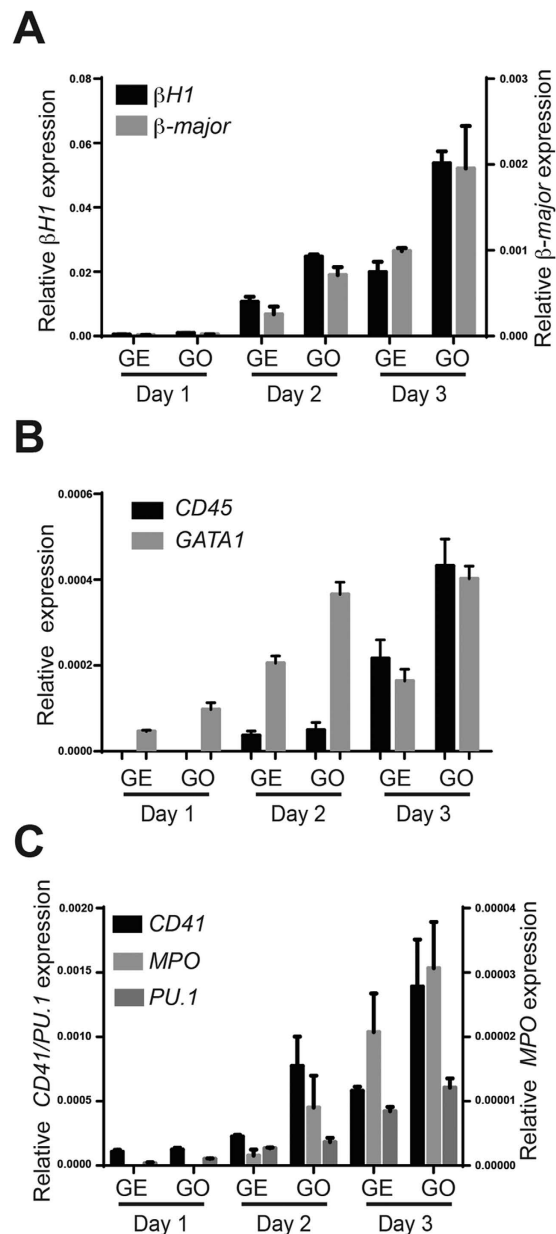 A
βH1
β-major
Relative βH1 expression
0.08
0.06
0.04
0.02
0.00
Relative β-major expression
0.003
0.002
0.001
0.000
GE GO GE GO GE GO
Day 1 Day 2 Day 3
B
CD45
GATA1
Relative expression
0.0006
0.0004
0.0002
0.0000
GE GO GE GO GE GO
Day 1 Day 2 Day 3
C
CD41
MPO
PU.1
Relative CD41/PU.1 expression
0.0020
0.0015
0.0010
0.0005
0.0000
Relative MPO expression
0.00004
0.00003
0.00002
0.00001
0.00000
GE GO GE GO GE GO
Day 1 Day 2 Day 3